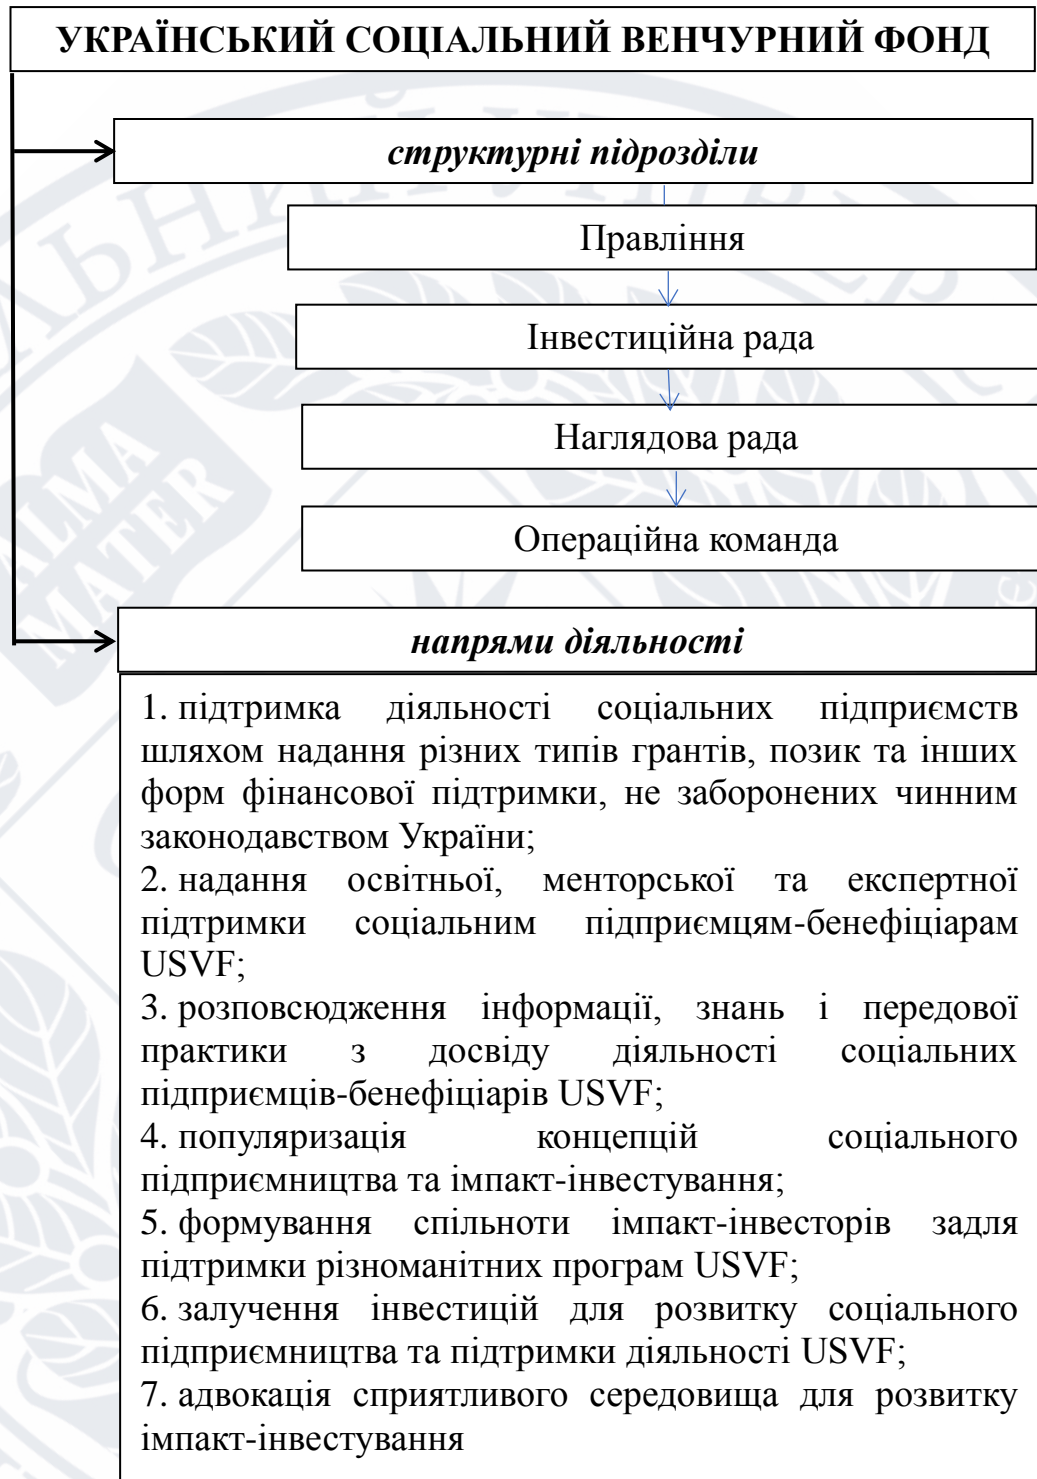 УКРАЇНСЬКИЙ СОЦІАЛЬНИЙ ВЕНЧУРНИЙ ФОНД
структурні підрозділи
Правління
Інвестиційна рада
Наглядова рада
Операційна команда
ALMA
MATER
напрями діяльності
1. підтримка діяльності соціальних підприємств
шляхом надання різних типів грантів, позик та інших
форм фінансової підтримки, не заборонених чинним
законодавством України;
2. надання освітньої, менторської та експертної
підтримки соціальним підприємцям-бенефіціарам
USVF;
3. розповсюдження інформації, знань і передової
практики з досвіду діяльності соціальних
підприємців-бенефіціарів USVF;
4. популяризація концепцій соціального
підприємництва та імпакт-інвестування;
5. формування спільноти імпакт-інвесторів задля
підтримки різноманітних програм USVF;
6. залучення інвестицій для розвитку соціального
підприємництва та підтримки діяльності USVF;
7. адвокація сприятливого середовища для розвитку
імпакт-інвестування